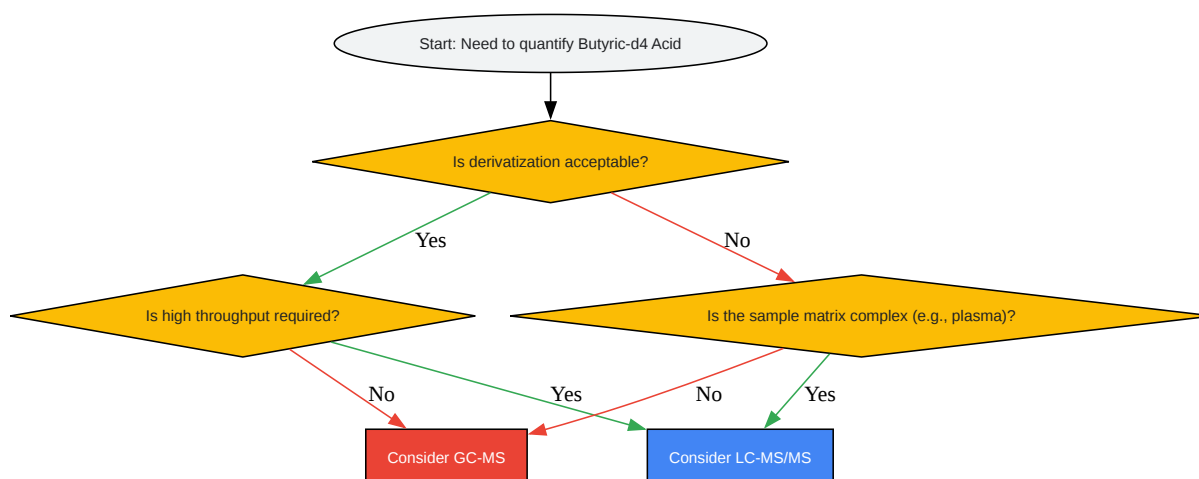 Start: Need to quantify Butyric-d4 Acid
Is derivatization acceptable?
Yes
No
Is high throughput required?
Is the sample matrix complex (e.g., plasma)?
No
Yes
No
Yes
Consider GC-MS
Consider LC-MS/MS